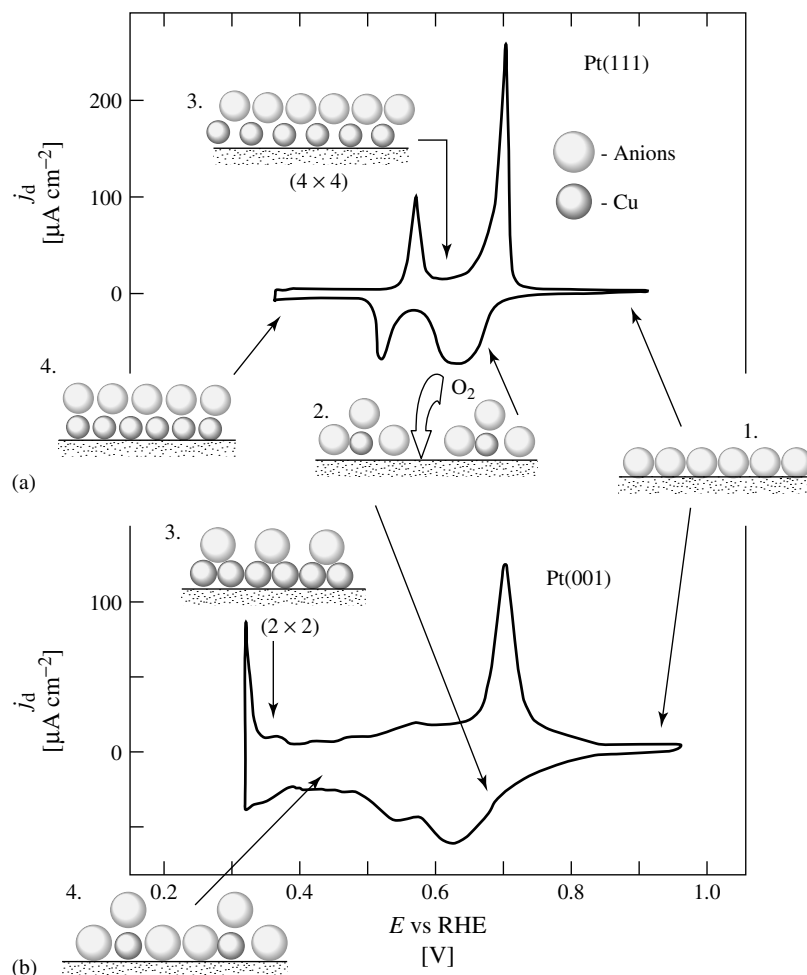 Pt(111)
200
100
0
j_d
[µA cm⁻²]
3.
(4 × 4)
- Anions
- Cu
4.
2.
O₂
1.
(a)
3.
Pt(001)
(2 × 2)
100
0
j_d
[µA cm⁻²]
4.
0.2 0.4 0.6 0.8 1.0
E vs RHE
[V]
(b)